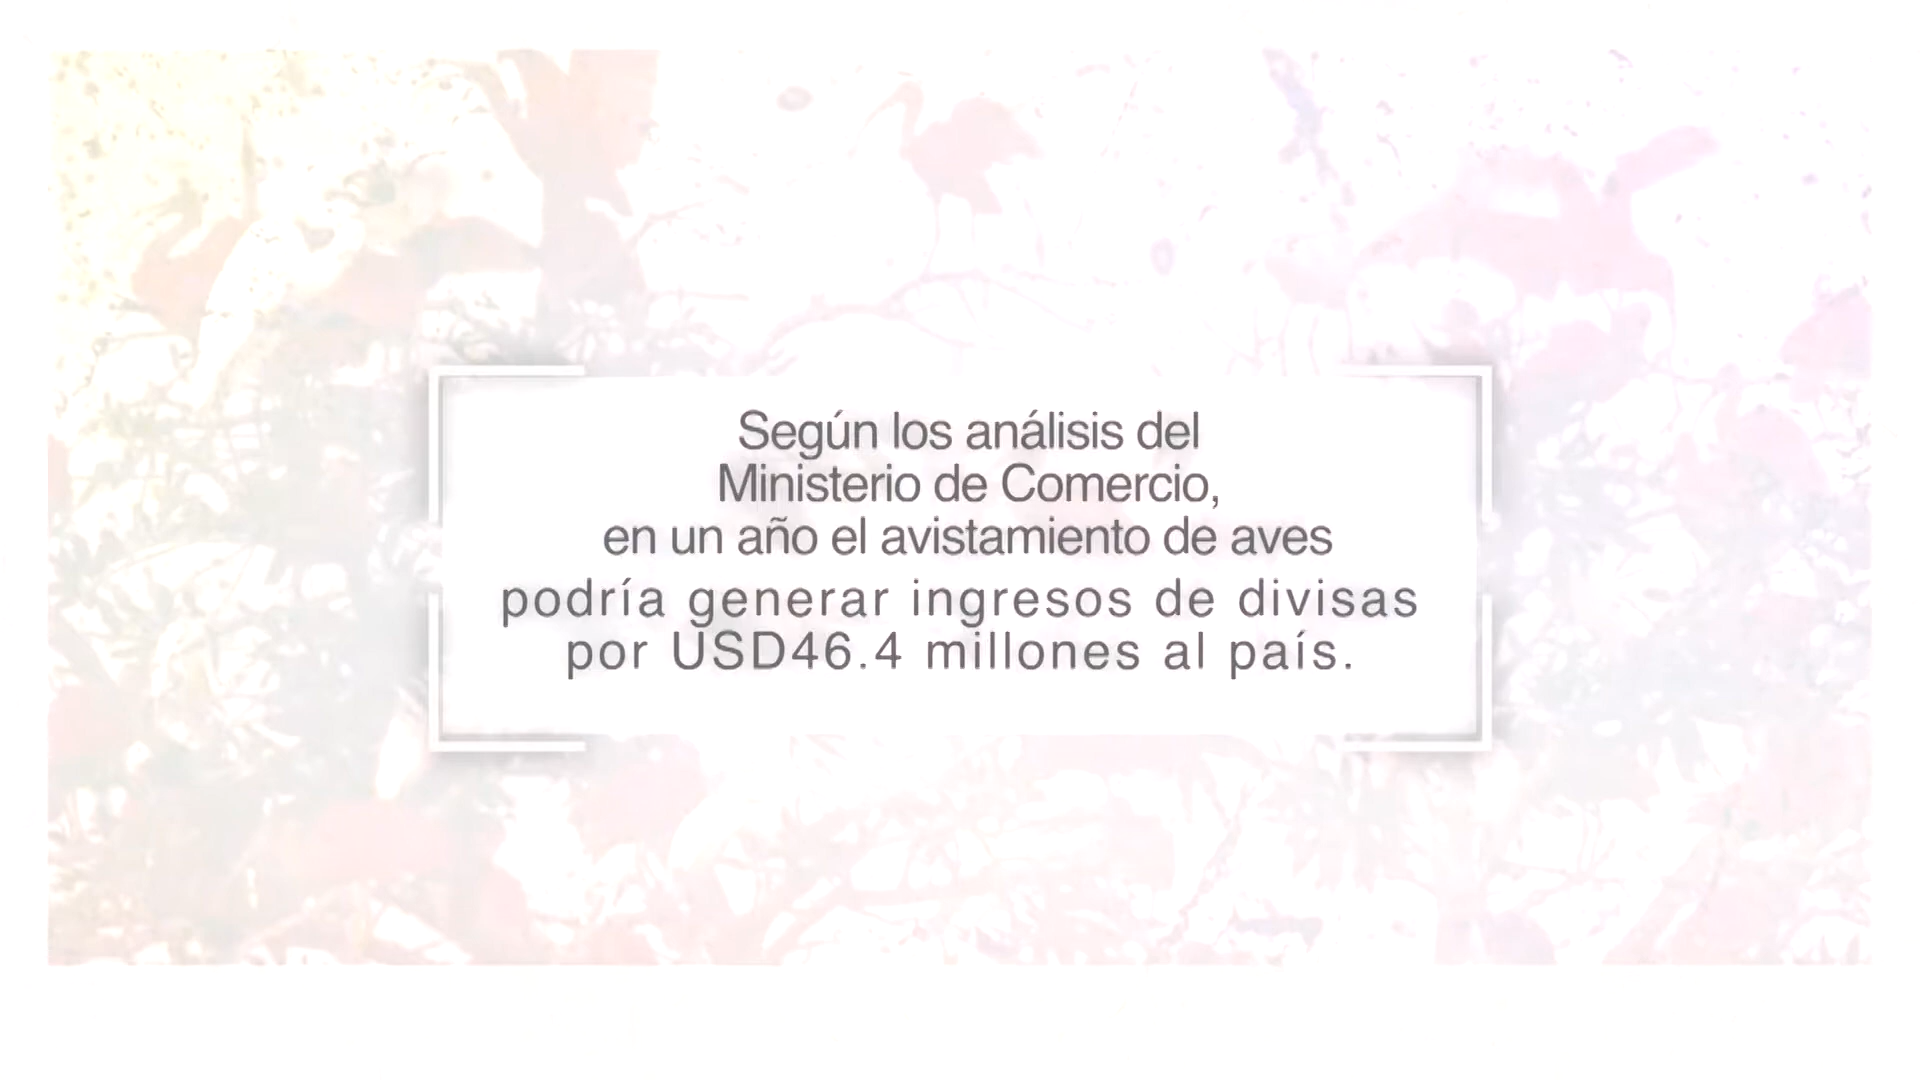 Según los análisis del
Ministerio de Comercio,
en un año el avistamiento de aves
podría generar ingresos de divisas
por USD46.4 millones al país.